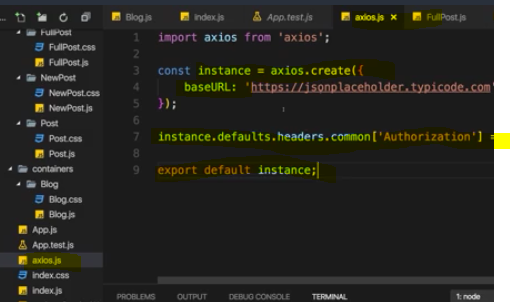 Blog.js index.js App.test.js axios.js × FullPost.js
FullPost
FullPost.css
FullPost.js
NewPost
NewPost.css
NewPost.js
Post
Post.css
Post.js
containers
Blog
Blog.css
Blog.js
App.js
App.test.js
axios.js
index.css
index.js
1 import axios from 'axios';
2
3 const instance = axios.create({
4 baseURL: 'https://jsonplaceholder.typicode.com'
5 });
6
7 instance.defaults.headers.common['Authorization'] =
8
9 export default instance;
PROBLEMS OUTPUT DEBUG CONSOLE TERMINAL 1: node